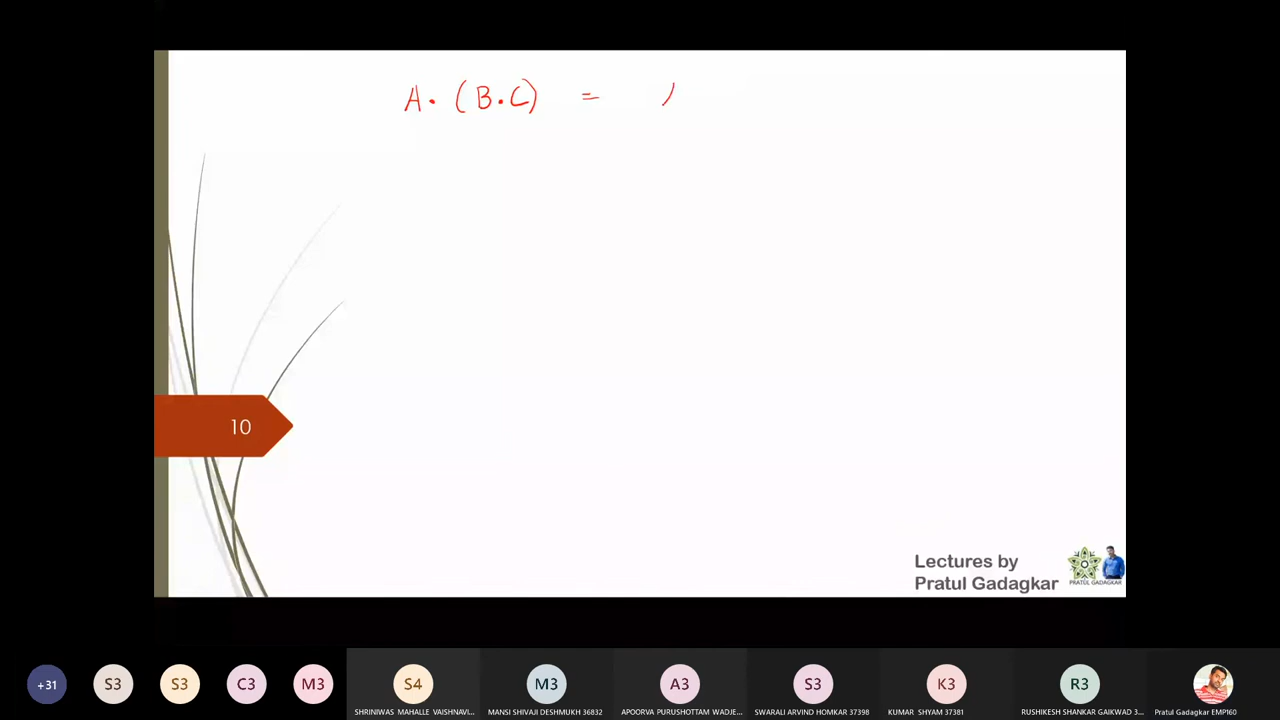 A. (B.C) =
10
Lectures by
Pratul Gadagkar
PRATUL GADAGKAR
+31
S3
S3
C3
M3
S4
M3
A3
S3
K3
R3
SHRINIWAS MAHALLE VAISHNAVI...
MANSI SHIVAJI DESHMUKH 36832
APOORVA PURUSHOTTAM WADJE...
SWARALI ARVIND HOMKAR 37398
KUMAR SHYAM 37381
RUSHIKESH SHANKAR GAIKWAD 3...
Pratul Gadagkar EMP160